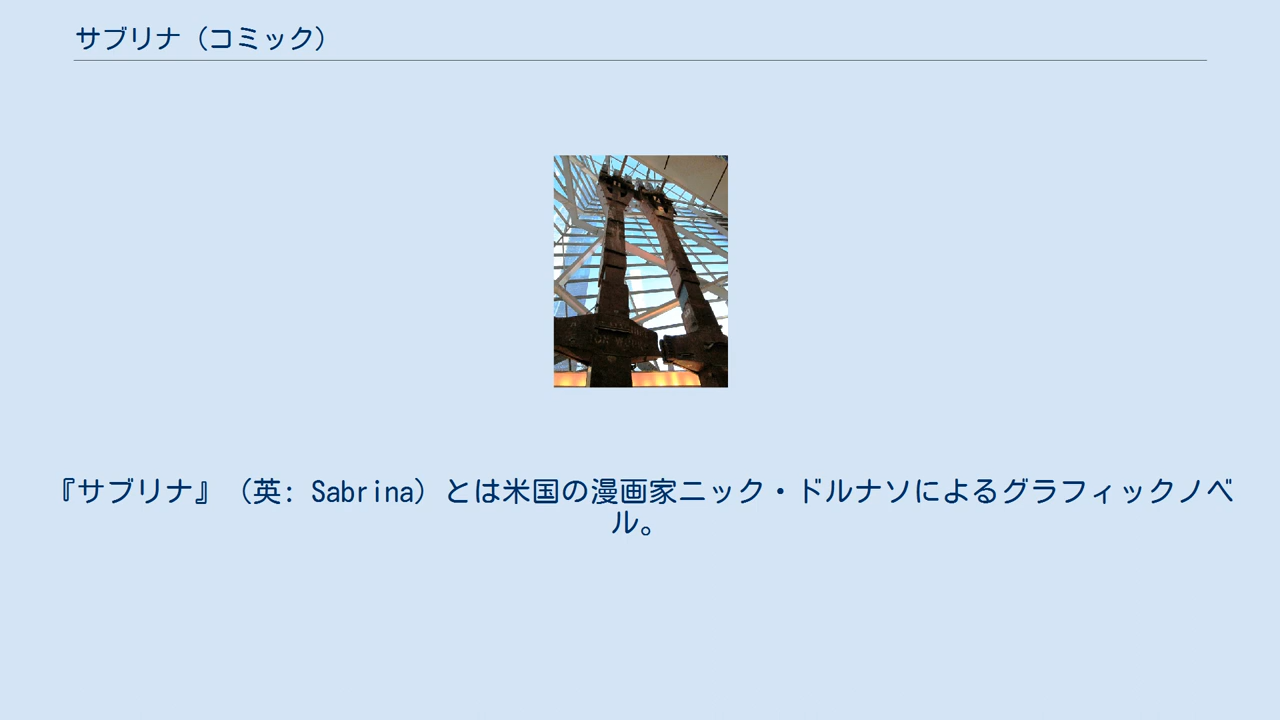 サブリナ（コミック）
『サブリナ』（英: Sabrina）とは米国の漫画家ニック・ドルナソによるグラフィックノベ
ル。